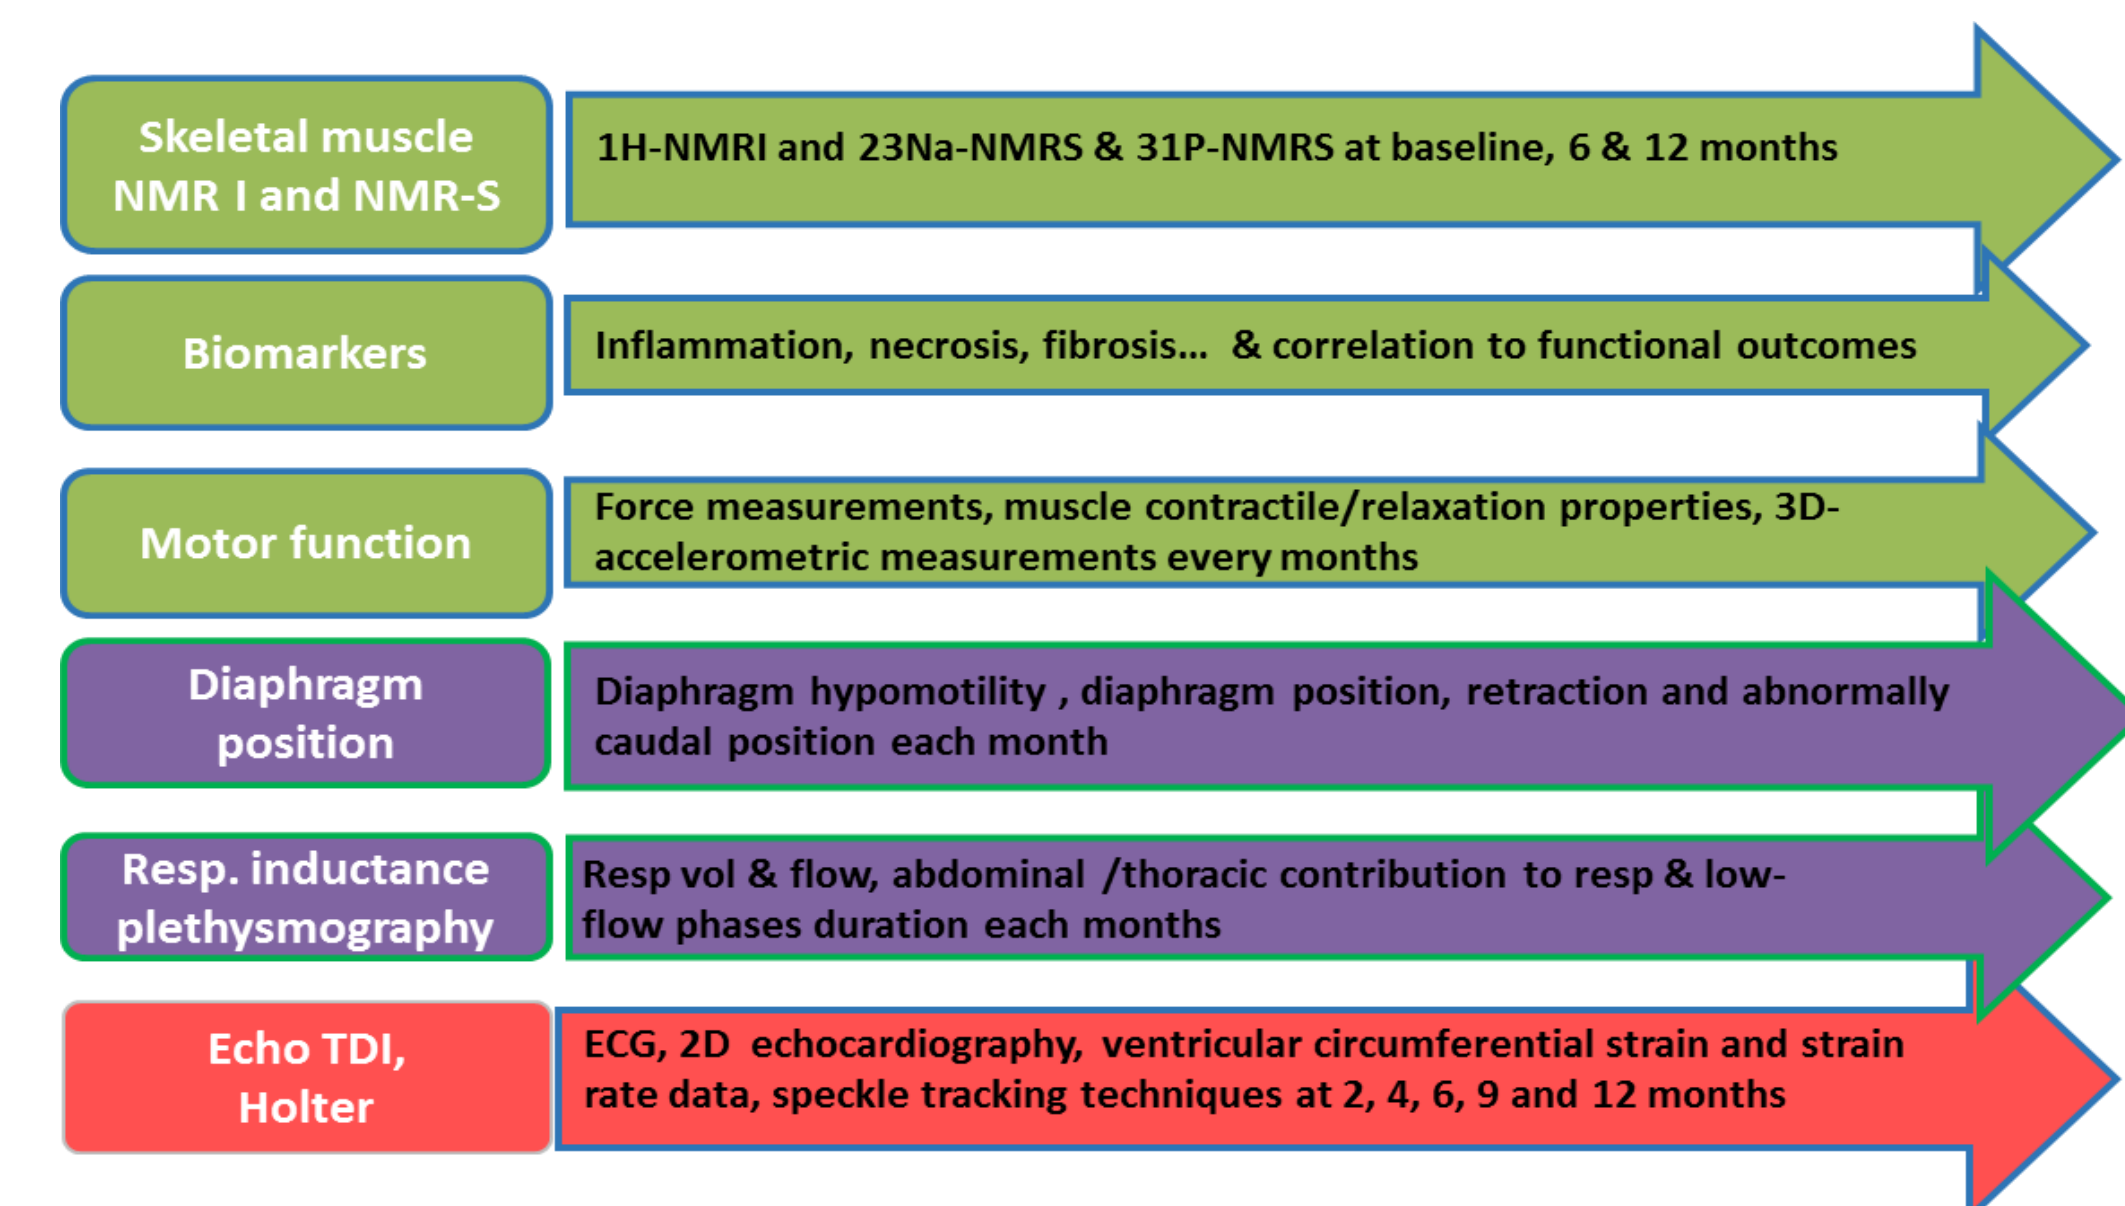 Skeletal muscle
NMR I and NMR-S
1H-NMRI and 23Na-NMRS & 31P-NMRS at baseline, 6 & 12 months
Biomarkers
Inflammation, necrosis, fibrosis... & correlation to functional outcomes
Motor function
Force measurements, muscle contractile/relaxation properties, 3D-
accelerometric measurements every months
Diaphragm
position
Diaphragm hypomotility , diaphragm position, retraction and abnormally
caudal position each month
Resp. inductance
plethysmography
Resp vol & flow, abdominal /thoracic contribution to resp & low-
flow phases duration each months
Echo TDI,
Holter
ECG, 2D echocardiography, ventricular circumferential strain and strain
rate data, speckle tracking techniques at 2, 4, 6, 9 and 12 months